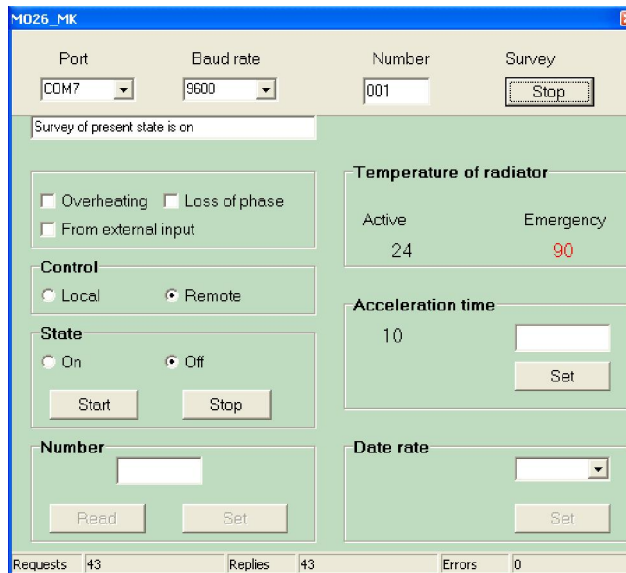 MO26_MK
Port Baud rate Number Survey
COM7 9600 001 Stop
Survey of present state is on
Overheating Loss of phase
From external input
Temperature of radiator
Active Emergency
24 90
Control
Local Remote
Acceleration time
10
Set
State
On Off
Start Stop
Number
Read Set
Date rate
Set
Requests 43 Replies 43 Errors 0